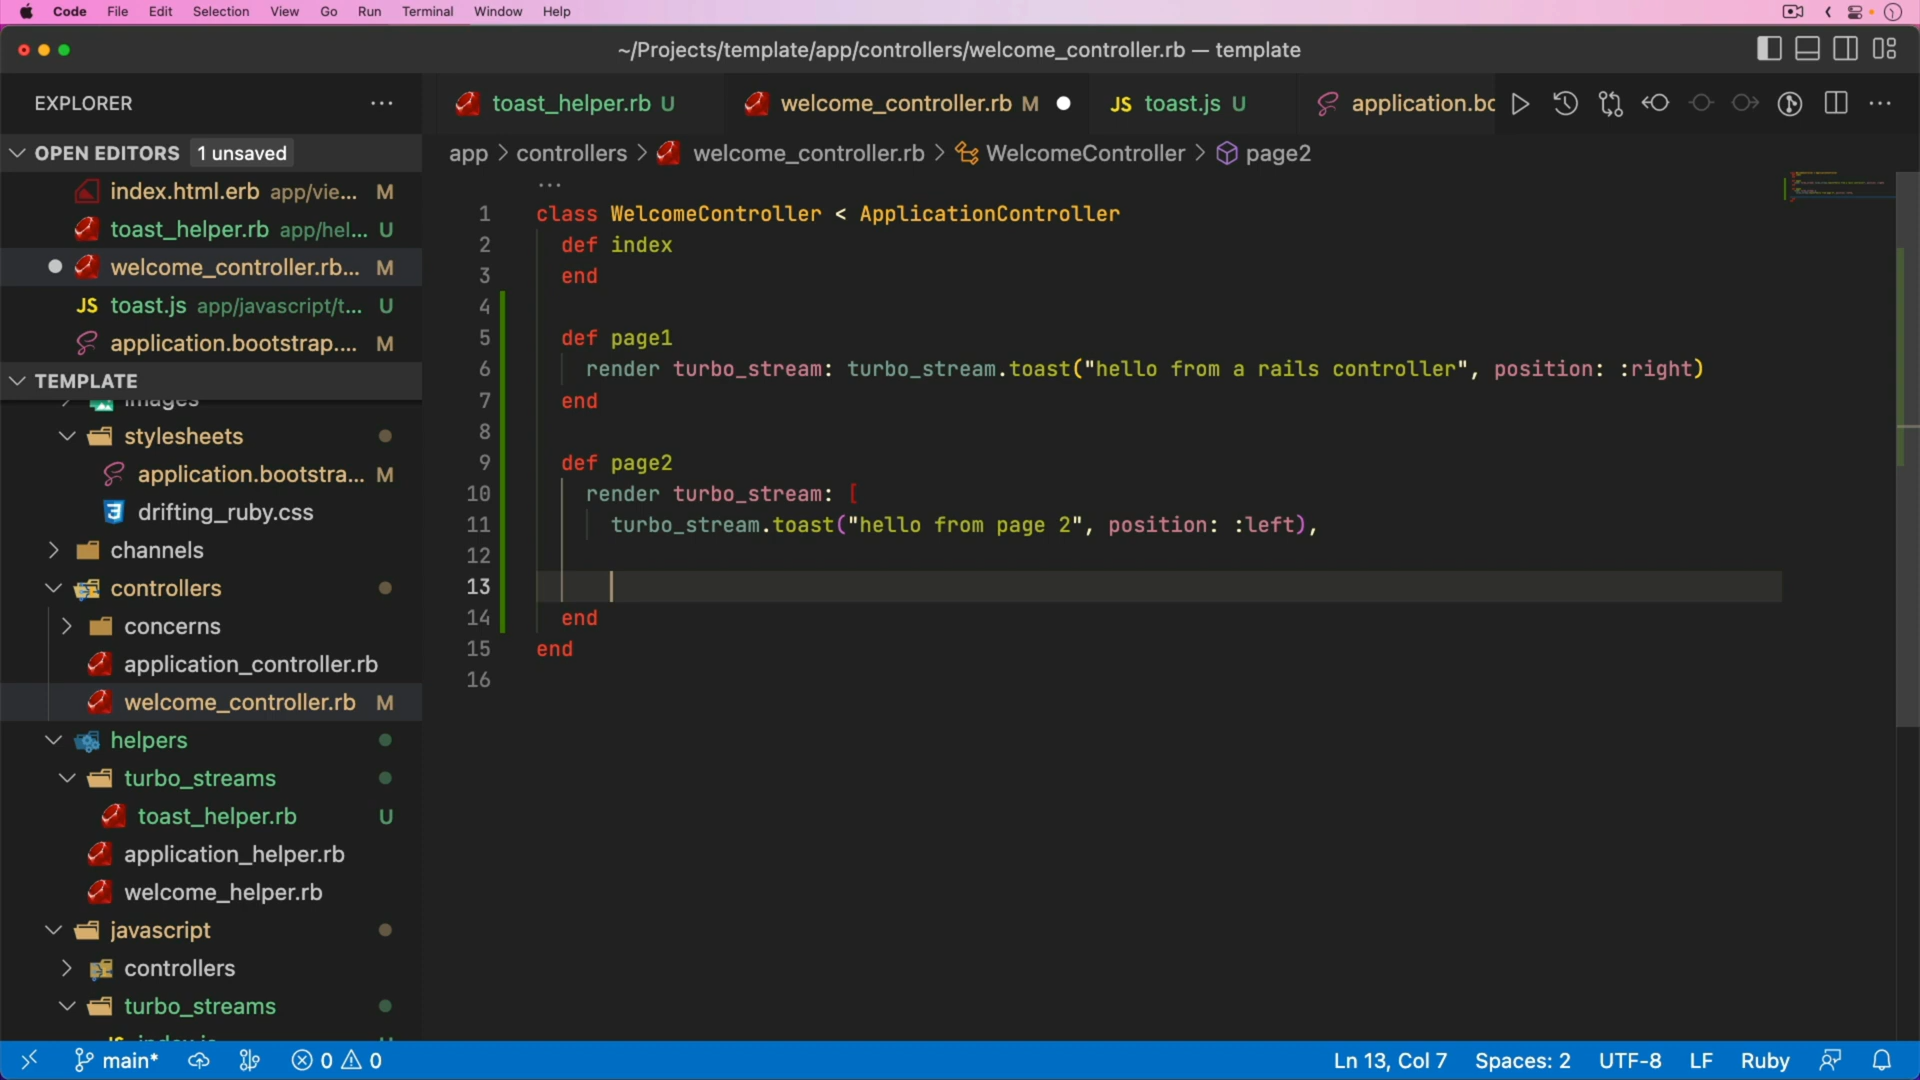 Code File Edit Selection View Go Run Terminal Window Help
~/Projects/template/app/controllers/welcome_controller.rb — template
EXPLORER
toast_helper.rb U
welcome_controller.rb M
JS toast.js U
application.bo
OPEN EDITORS 1 unsaved
app > controllers > welcome_controller.rb > WelcomeController > page2
index.html.erb app/vie... M
toast_helper.rb app/hel... U
welcome_controller.rb... M
JS toast.js app/javascript/t... U
application.bootstrap.... M
TEMPLATE
images
stylesheets
application.bootstra... M
drifting_ruby.css
channels
controllers
concerns
application_controller.rb
welcome_controller.rb M
helpers
turbo_streams
toast_helper.rb U
application_helper.rb
welcome_helper.rb
javascript
controllers
turbo_streams
JS index.js U
...
1 class WelcomeController < ApplicationController
2 def index
3 end
4
5 def page1
6 render turbo_stream: turbo_stream.toast("hello from a rails controller", position: :right)
7 end
8
9 def page2
10 render turbo_stream: [
11 turbo_stream.toast("hello from page 2", position: :left),
12
13
14 end
15 end
16
main* 0 0
Ln 13, Col 7 Spaces: 2 UTF-8 LF Ruby